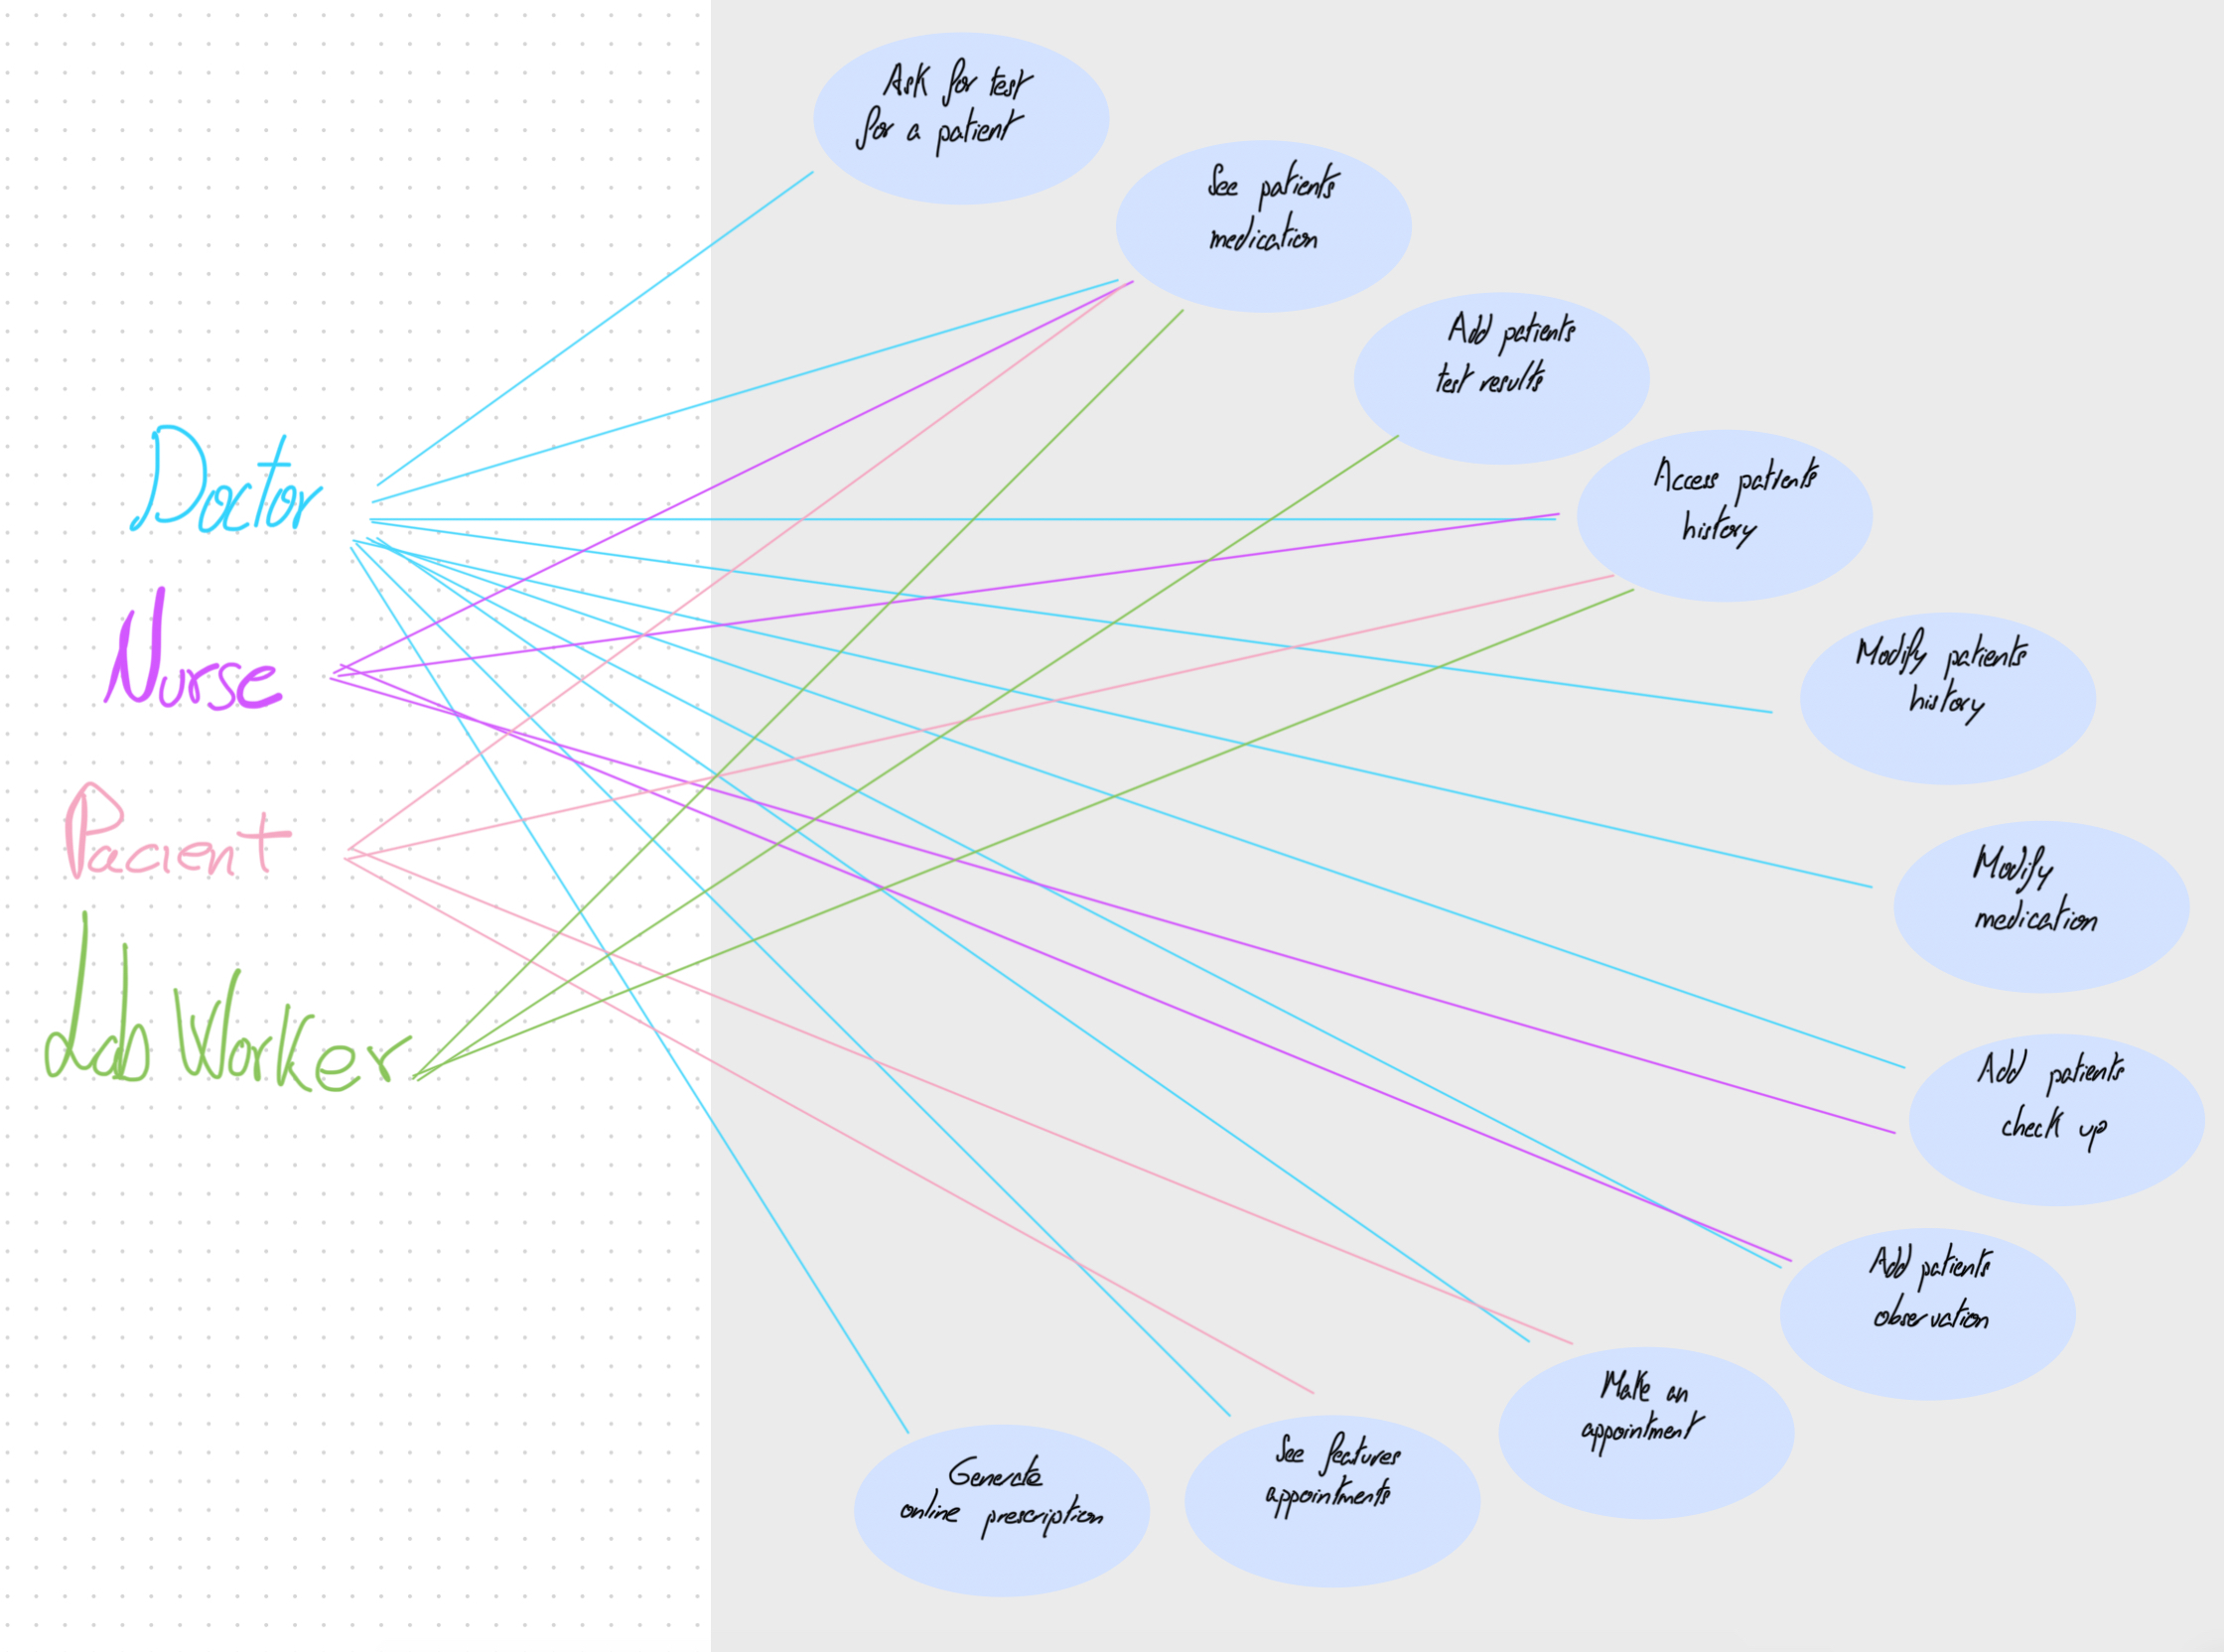 Ask for test
for a patient
See patients
medication
Add patients
test results
Access patients
history
Modify patients
history
Modify
medication
Add patients
check up
Add patients
observation
Make an
appointment
See features
appointments
Generate
online prescription
Doctor
Nurse
Pacient
Lab Worker